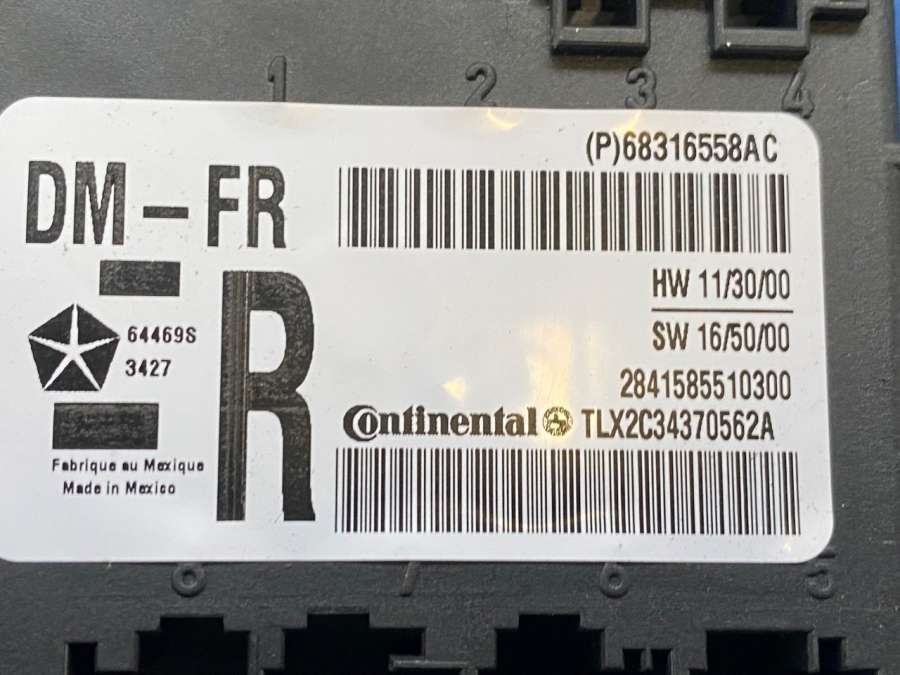 1 2 3 4
(P)68316558AC
DM-FR
HW 11/30/00
SW 16/50/00
R
64469S
3427
2841585510300
Continental TLX2C34370562A
Fabrique au Mexique
Made in Mexico
8 7 6 5